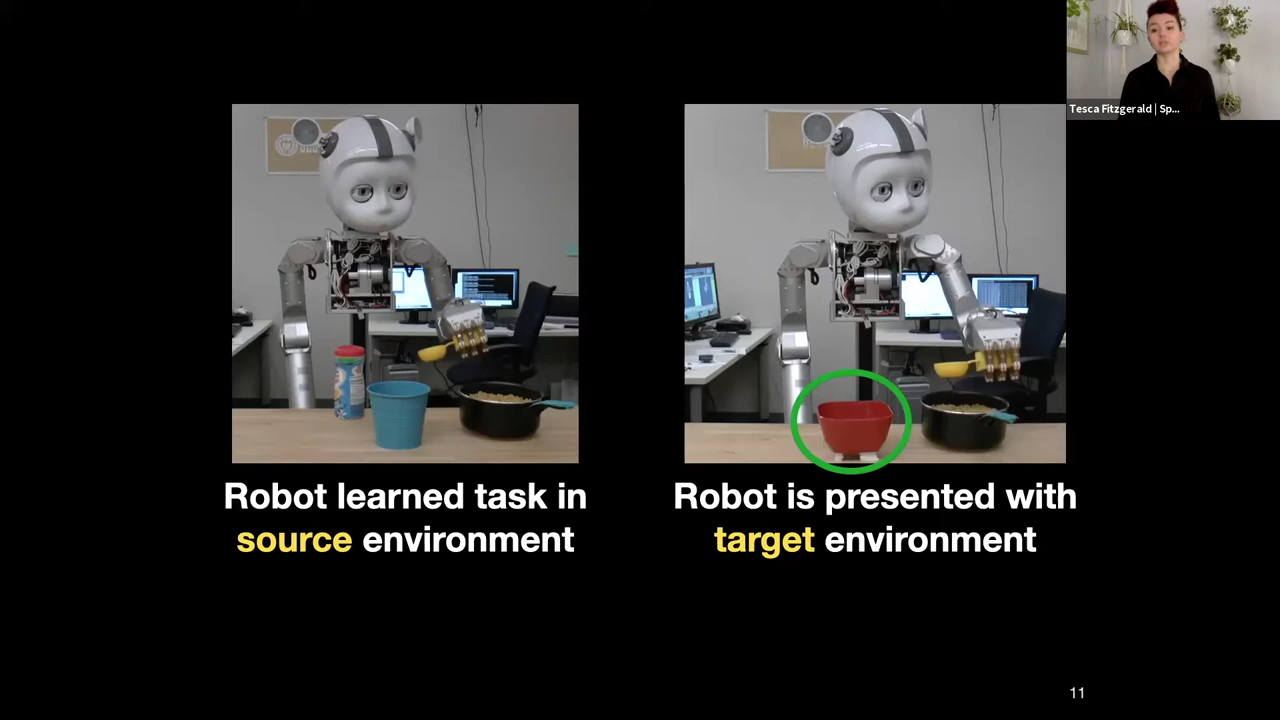 Tesca Fitzgerald | Sp...
Robot learned task in
source environment
Robot is presented with
target environment
11